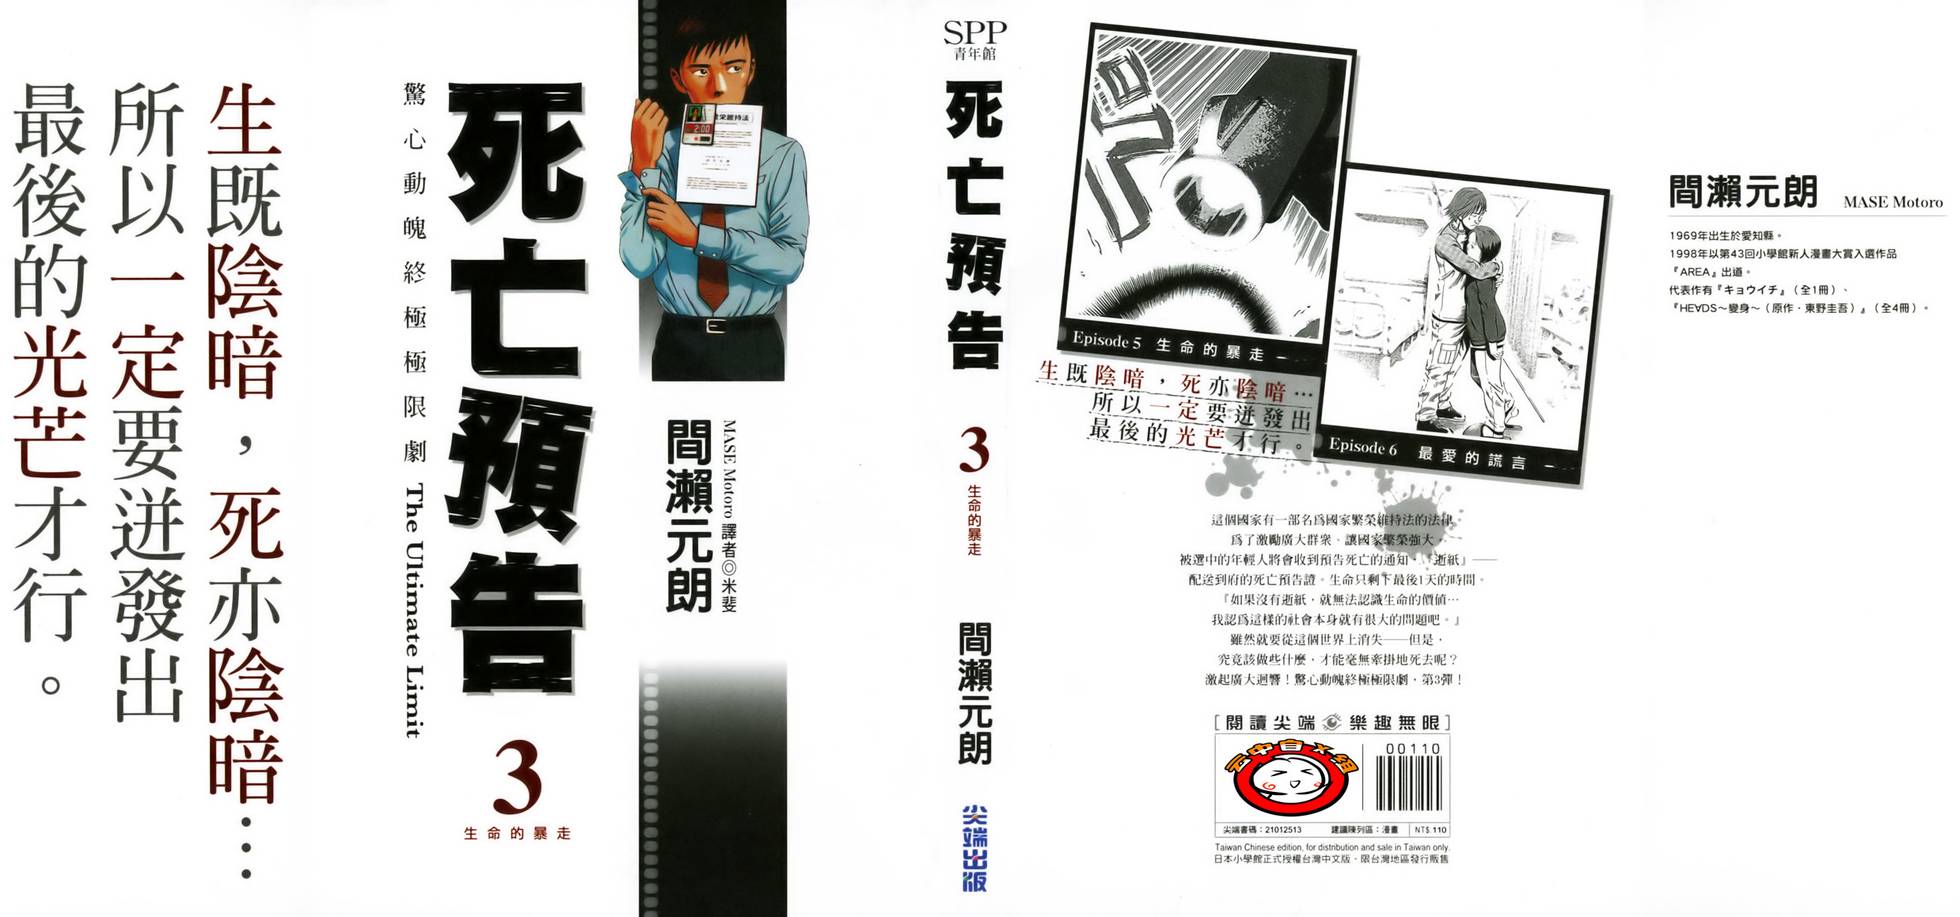 生既陰暗，死亦陰暗⋯
所以一定要迸發出
最後的光芒才行。
驚心動魄終極極限劇 The Ultimate Limit
死亡預告
3
生命的暴走
榮維持法
2:00
MASE Motoro 譯者◎米斐
間瀨元朗
SPP
青年館
死亡預告
3
生命的暴走
間瀨元朗
尖端出版
Episode 5 生命的暴走 —
生既陰暗，死亦陰暗⋯
所以一定要迸發出
最後的光芒才行。
Episode 6 最愛的謊言 —
這個國家有一部名爲國家繁榮維持法的法律
爲了激勵廣大群衆、讓國家繁榮強大，
被選中的年輕人將會收到預告死亡的通知，『逝紙』——
配送到府的死亡預告證。生命只剩下最後1天的時間。
『如果沒有逝紙，就無法認識生命的價値⋯
我認爲這樣的社會本身就有很大的問題吧。』
雖然就要從這個世界上消失——但是，
究竟該做些什麼，才能毫無牽掛地死去呢？
激起廣大迴響！驚心動魄終極極限劇，第3彈！
［閱讀尖端 樂趣無限］
云中自X組
00110
尖端書碼：21012513 建議陳列區：漫畫 NT$.110
Taiwan Chinese edition, for distribution and sale in Taiwan only.
日本小學館正式授權台灣中文版，限台灣地區發行販售
間瀨元朗 MASE Motoro
1969年出生於愛知縣。
1998年以第43回小學館新人漫畫大賞入選作品
『AREA』出道。
代表作有『キョウイチ』（全1冊）、
『HE∀DS～變身～（原作・東野圭吾）』（全4冊）。